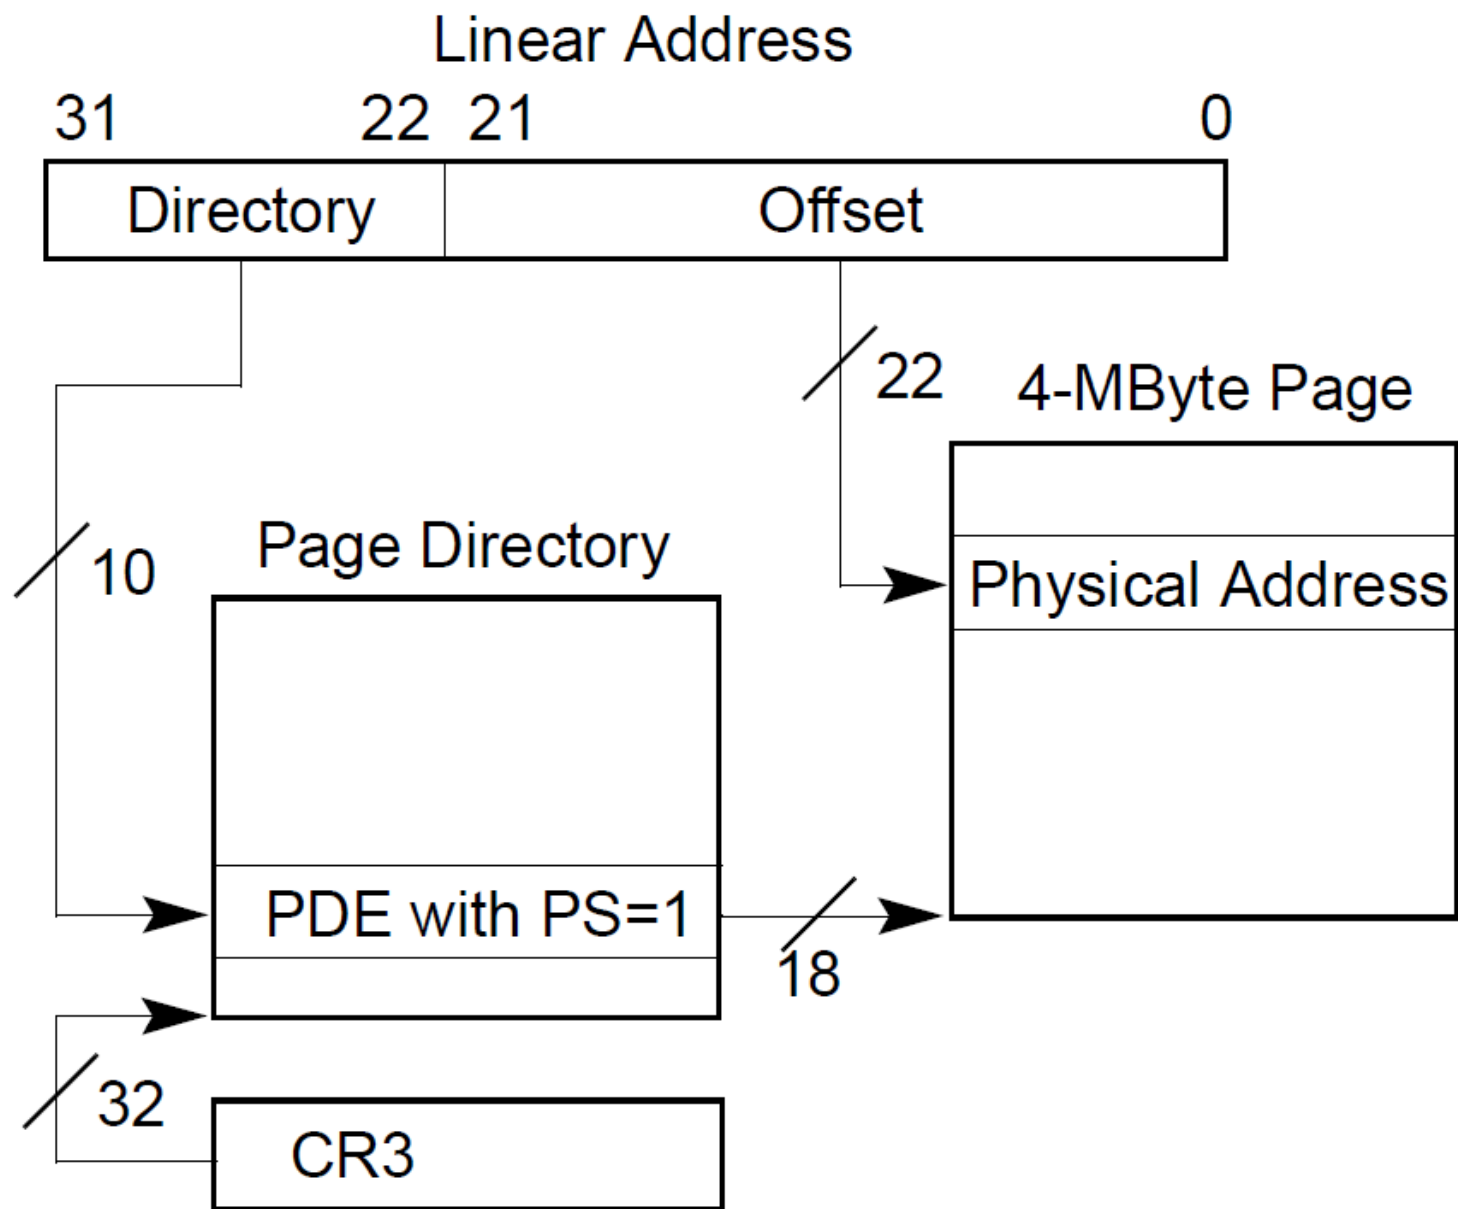 Linear Address
31 22 21 0
Directory Offset
22
4-MByte Page
10
Page Directory
Physical Address
PDE with PS=1
18
32
CR3